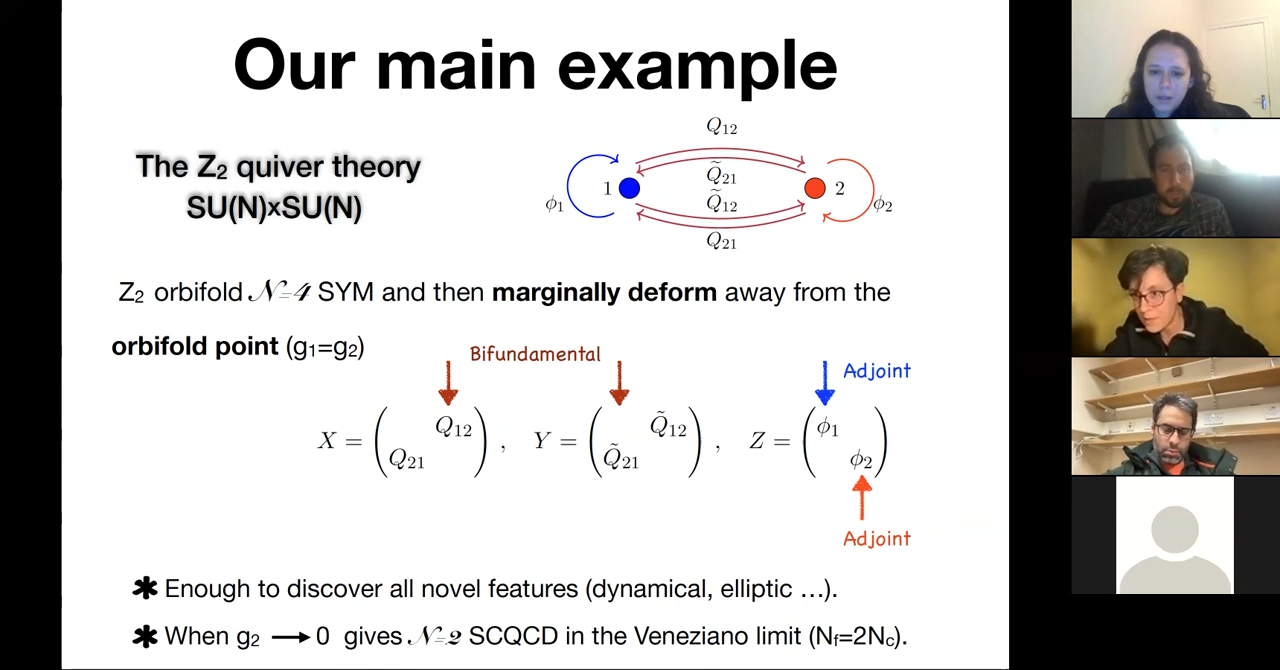 Our main example
The Z2 quiver theory
SU(N)×SU(N)
Q12
Q̃21
Q̃12
Q21
ϕ1
1
2
ϕ2
Z2 orbifold 𝒩=4 SYM and then marginally deform away from the
orbifold point (g1=g2)
Bifundamental
Adjoint
X = ( Q12 Q21 ) , Y = ( Q̃12 Q̃21 ) , Z = ( ϕ1 ϕ2 )
Adjoint
✱ Enough to discover all novel features (dynamical, elliptic ...).
✱ When g2 → 0 gives 𝒩=2 SCQCD in the Veneziano limit (Nf=2Nc).